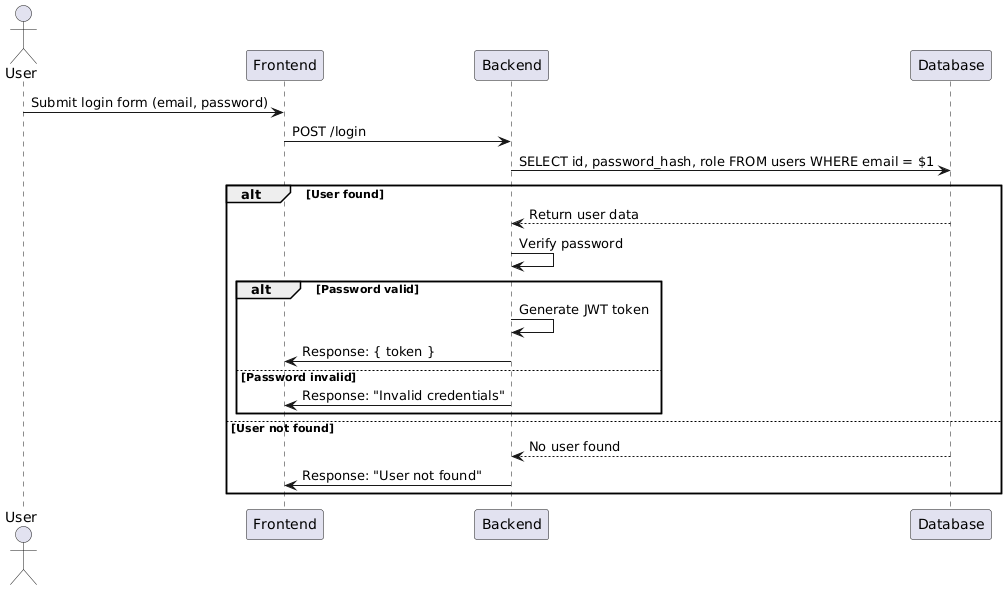 User
Frontend
Backend
Database
Submit login form (email, password)
POST /login
SELECT id, password_hash, role FROM users WHERE email = $1
alt [User found]
Return user data
Verify password
alt [Password valid]
Generate JWT token
Response: { token }
[Password invalid]
Response: "Invalid credentials"
[User not found]
No user found
Response: "User not found"
User
Frontend
Backend
Database